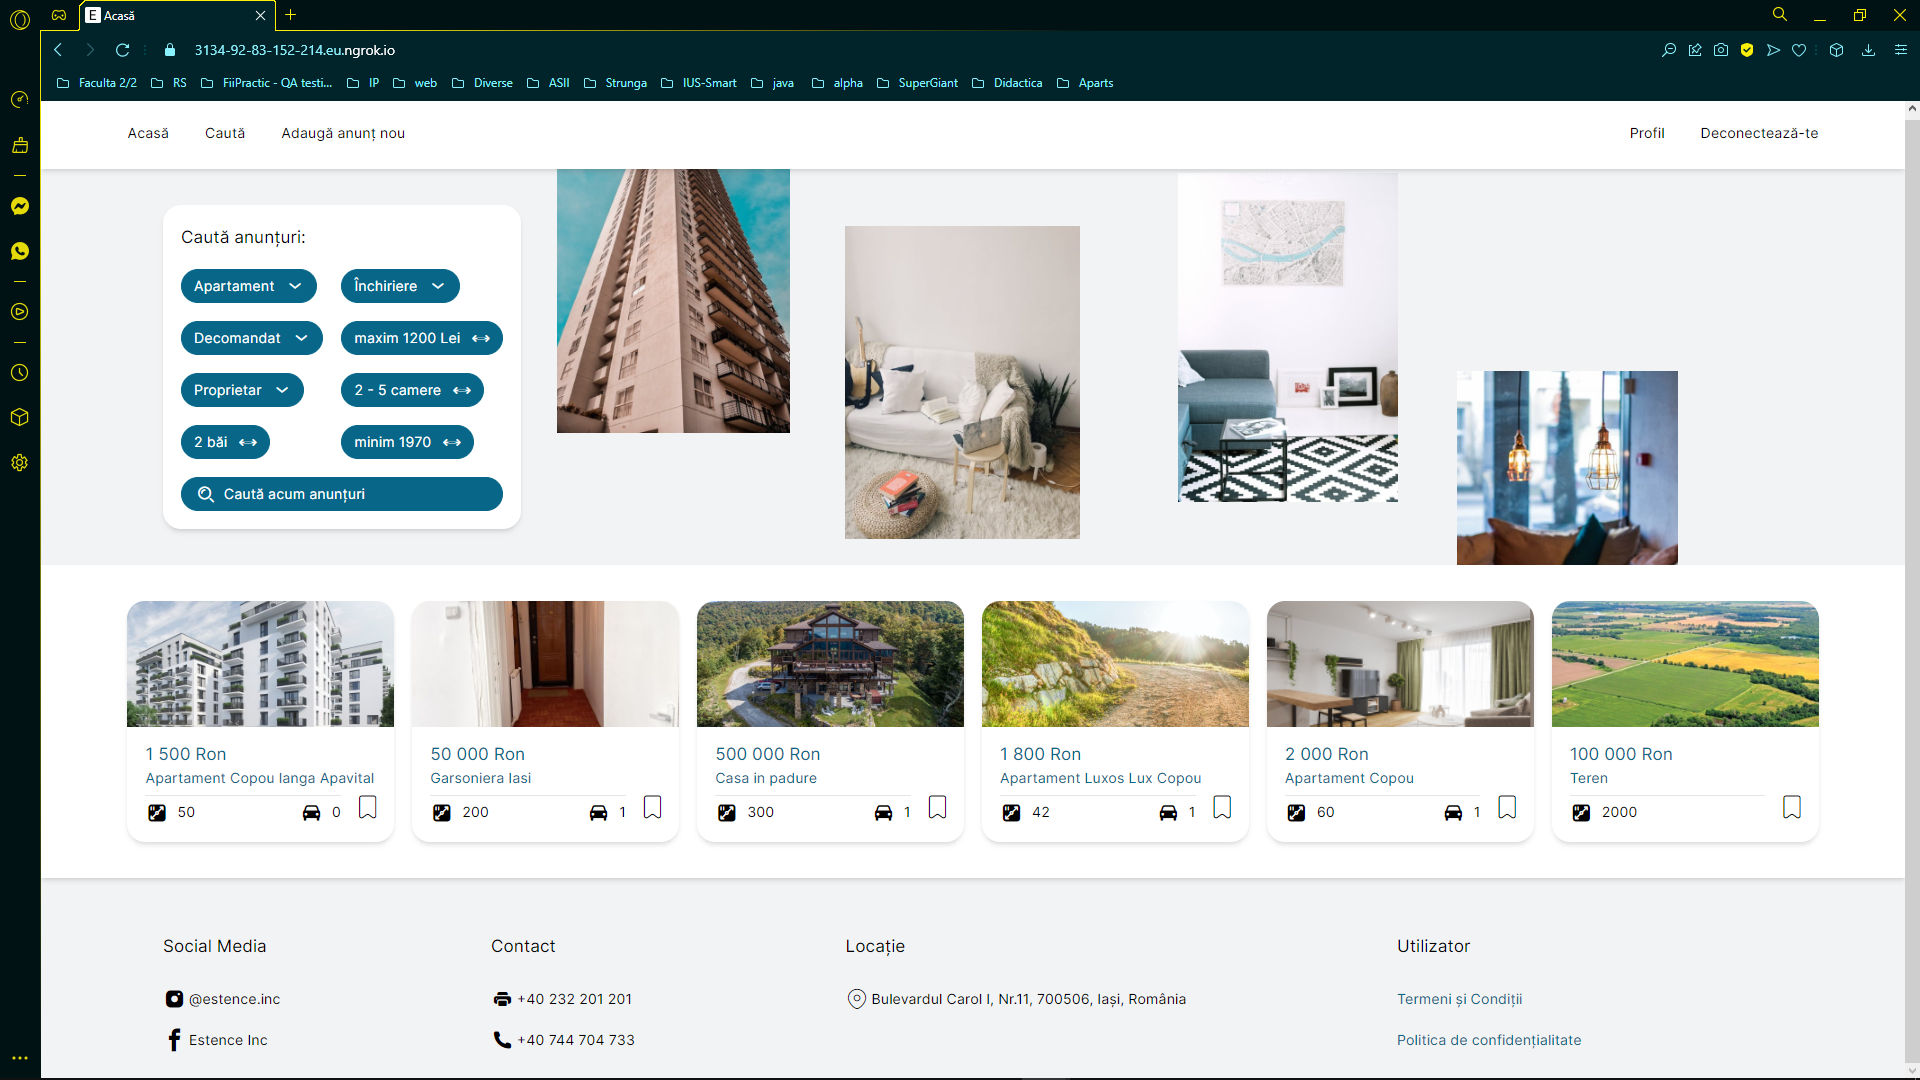 E Acasă
3134-92-83-152-214.eu.ngrok.io
Faculta 2/2 RS FiiPractic - QA testi... IP web Diverse ASII Strunga IUS-Smart java alpha SuperGiant Didactica Aparts
Acasă Caută Adaugă anunț nou Profil Deconectează-te
Caută anunțuri:
Apartament Închiriere
Decomandat maxim 1200 Lei
Proprietar 2 - 5 camere
2 băi minim 1970
Caută acum anunțuri
1 500 Ron
Apartament Copou langa Apavital
50 0
50 000 Ron
Garsoniera Iasi
200 1
500 000 Ron
Casa in padure
300 1
1 800 Ron
Apartament Luxos Lux Copou
42 1
2 000 Ron
Apartament Copou
60 1
100 000 Ron
Teren
2000
Social Media
@estence.inc
Estence Inc
Contact
+40 232 201 201
+40 744 704 733
Locație
Bulevardul Carol I, Nr.11, 700506, Iași, România
Utilizator
Termeni și Condiții
Politica de confidențialitate